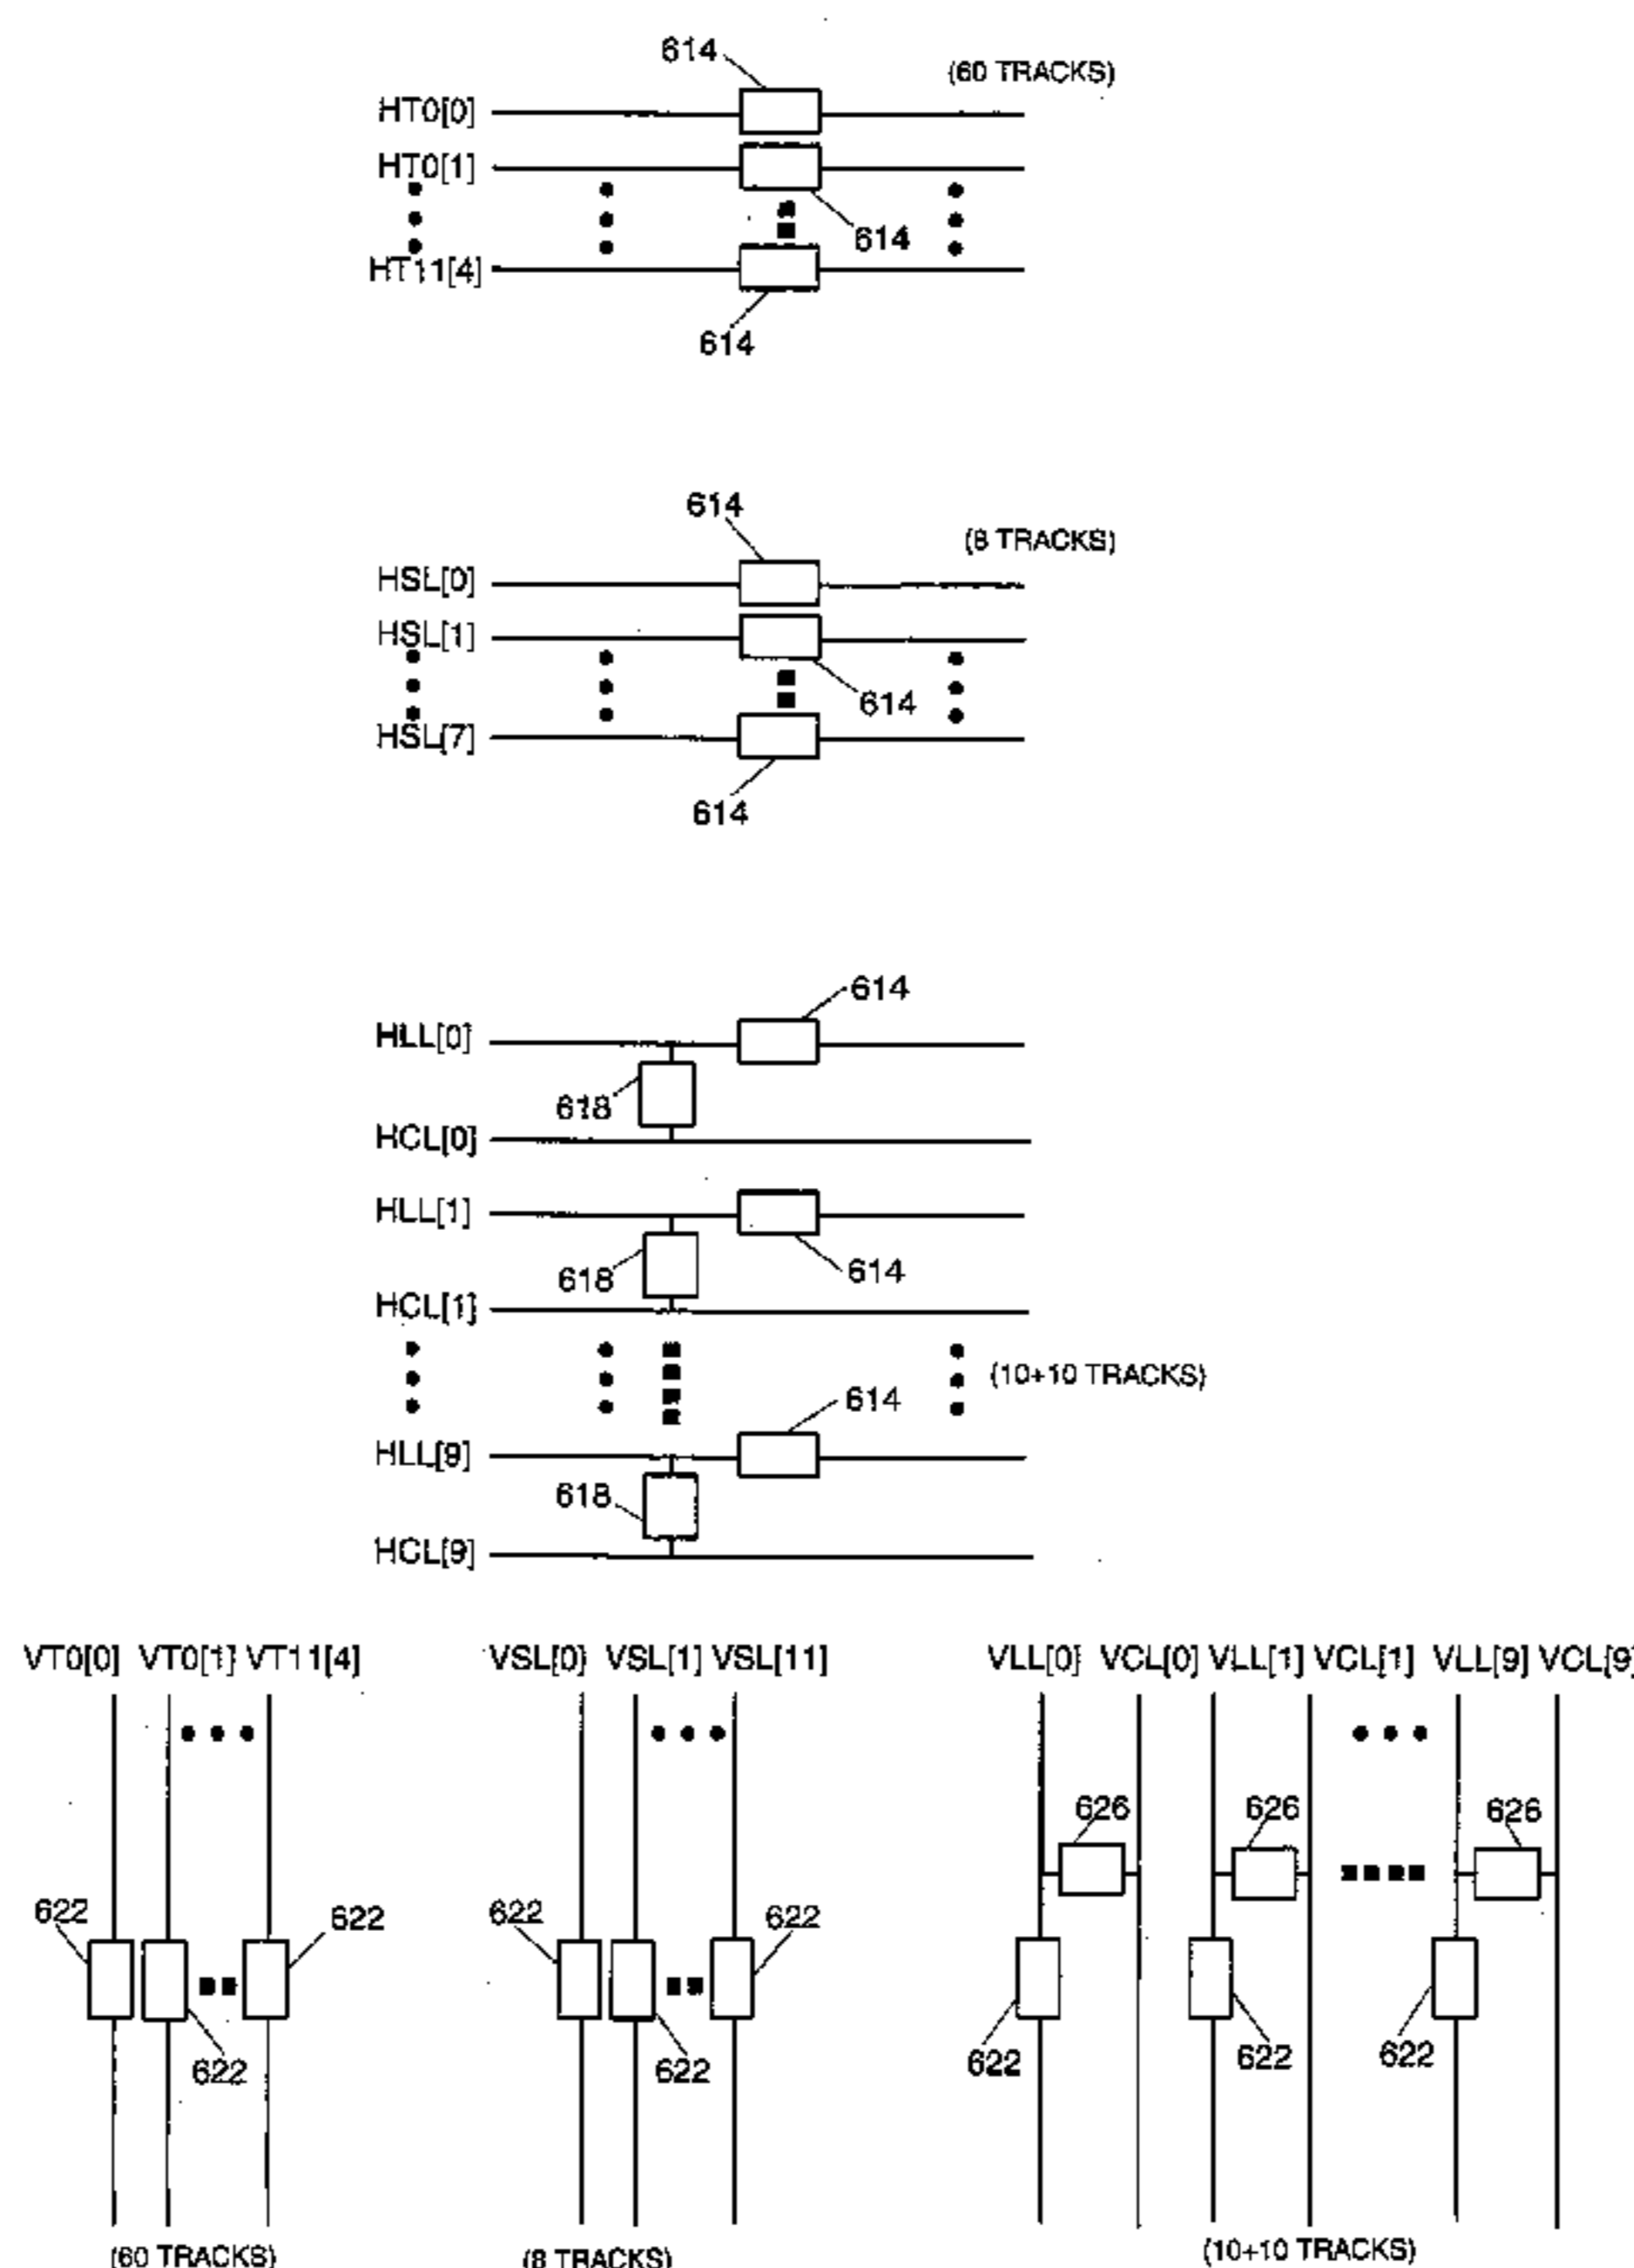 614
(60 TRACKS)
HT0[0]
HT0[1]
614
HT11[4]
614
614
(8 TRACKS)
HSL[0]
HSL[1]
614
HSL[7]
614
614
HLL[0]
618
HCL[0]
HLL[1]
618
614
HCL[1]
(10+10 TRACKS)
614
HLL[9]
618
HCL[9]
VT0[0] VT0[1] VT11[4] VSL[0] VSL[1] VSL[11] VLL[0] VCL[0] VLL[1] VCL[1] VLL[9] VCL[9]
626 626 626
622 622 622 622
622 622 622 622 622
(60 TRACKS) (8 TRACKS) (10+10 TRACKS)